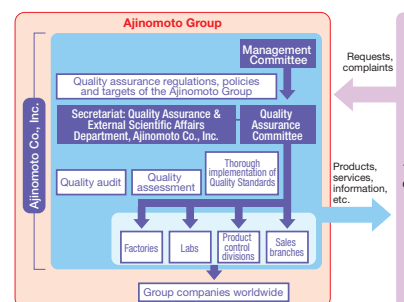 Ajinomoto Group
Ajinomoto Co., Inc.
Management
Committee
Quality assurance regulations, policies
and targets of the Ajinomoto Group
Secretariat: Quality Assurance &
External Scientific Affairs
Department, Ajinomoto Co., Inc.
Quality
Assurance
Committee
Quality audit
Quality
assessment
Thorough
implementation of
Quality Standards
Factories
Labs
Product
control
divisions
Sales
branches
Group companies worldwide
Requests,
complaints
Products,
services,
information,
etc.